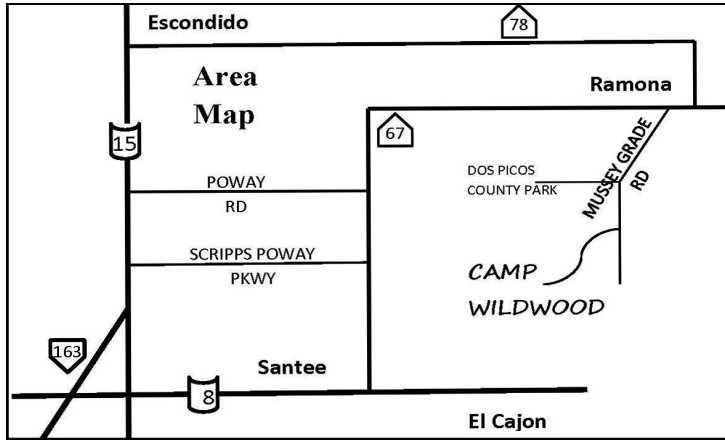 Escondido
78
Area
Map
Ramona
15
67
POWAY
RD
DOS PICOS
COUNTY PARK
MUSSEY GRADE
RD
SCRIPPS POWAY
PKWY
CAMP
WILDWOOD
163
Santee
8
El Cajon